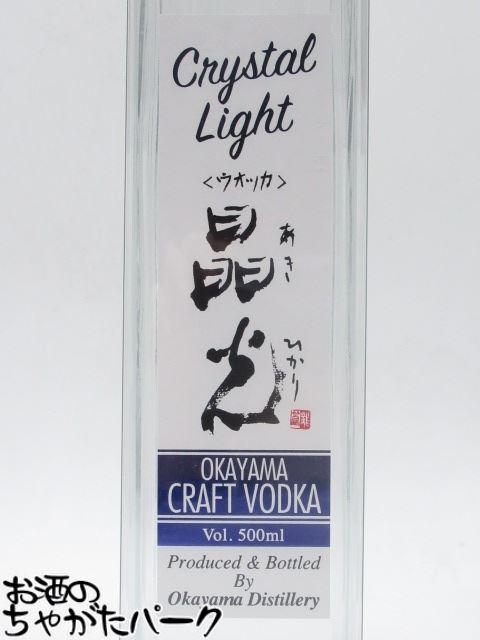 Crystal
Light
＜ウオッカ＞
晶光
あき
ひかり
OKAYAMA
CRAFT VODKA
Vol. 500ml
Produced & Bottled
By
Okayama Distillery
お酒の
ちゃがたパーク